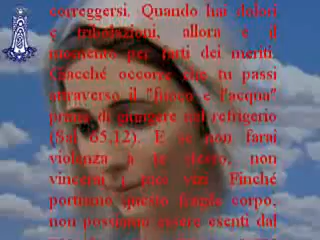 correggersi. Quando hai dolori
e tribolazioni, allora e il
momento per farti dei meriti.
Giacché occorre che tu passi
attraverso il "fuoco e l'acqua"
prima di giungere nel refrigerio
(Sal 65,12). E se non farai
violenza a te stesso, non
vincerai i tuoi vizi. Finché
portiamo questo fragile corpo,
non possiamo essere esenti dal